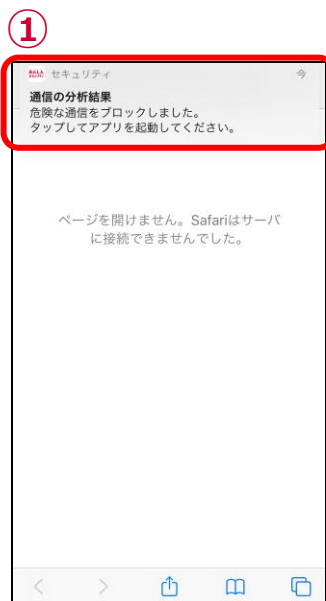 ①
セキュリティ 今
通信の分析結果
危険な通信をブロックしました。
タップしてアプリを起動してください。
ページを開けません。Safariはサーバ
に接続できませんでした。